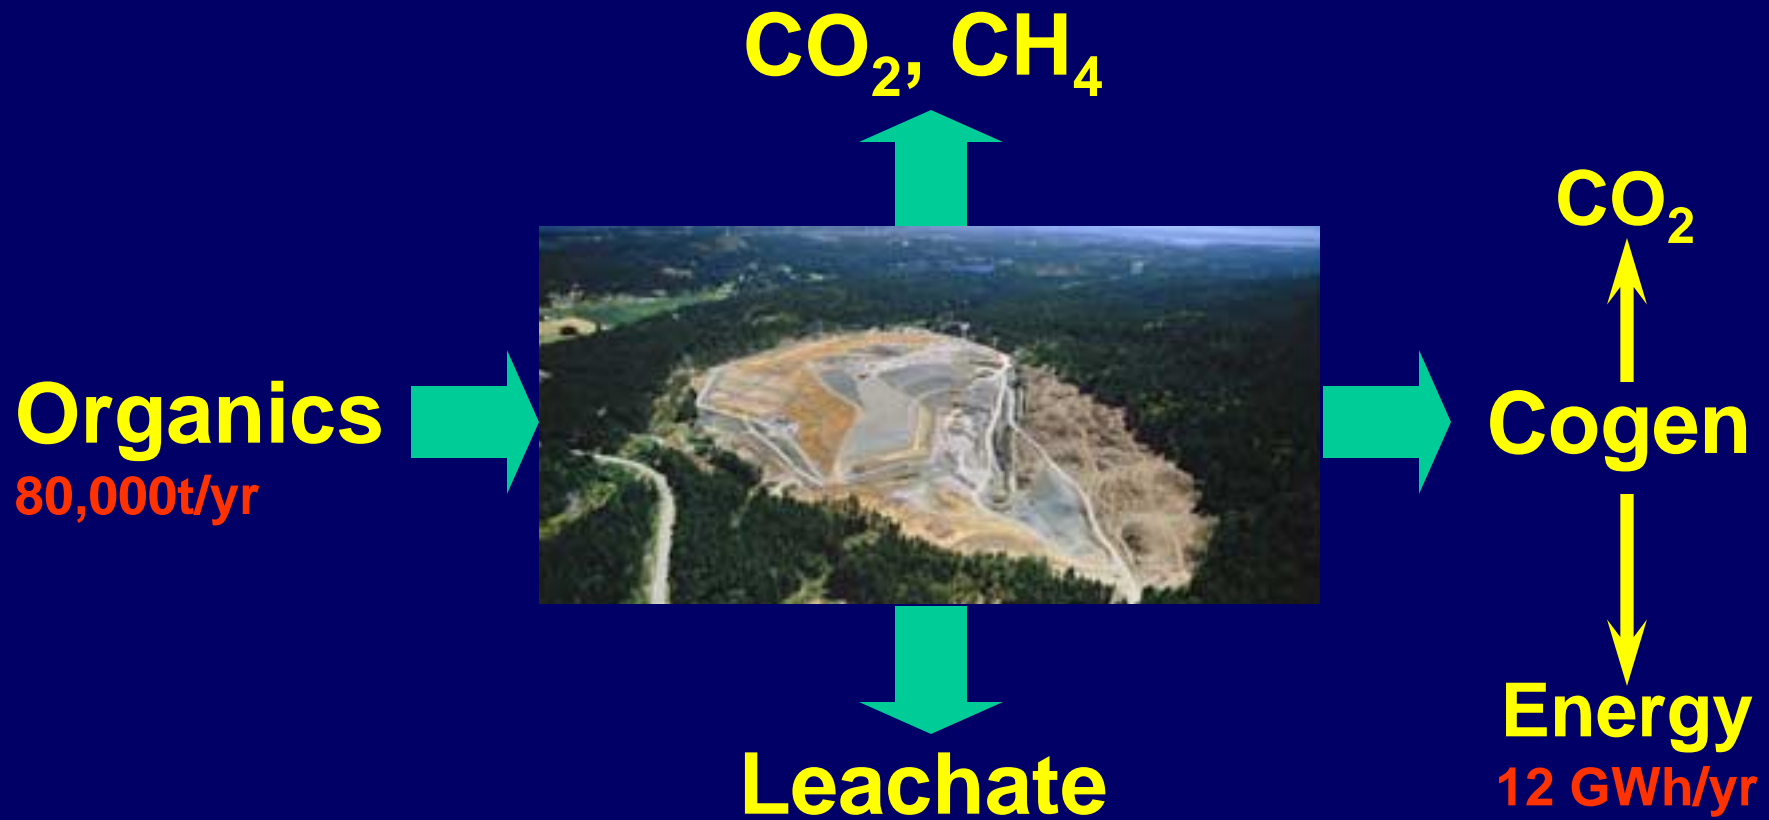 CO₂, CH₄
CO₂
Organics
80,000t/yr
Cogen
Energy
12 GWh/yr
Leachate